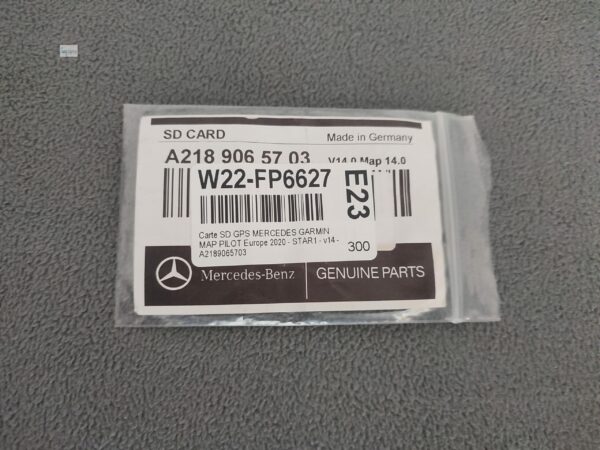 SD CARD
Made in Germany
A218 906 57 03
V14.0 Map 14.0
W22-FP6627
E23
Carte SD GPS MERCEDES GARMIN
MAP PILOT Europe 2020 - STAR1 - v14 -
A2189065703
300
Mercedes-Benz
GENUINE PARTS